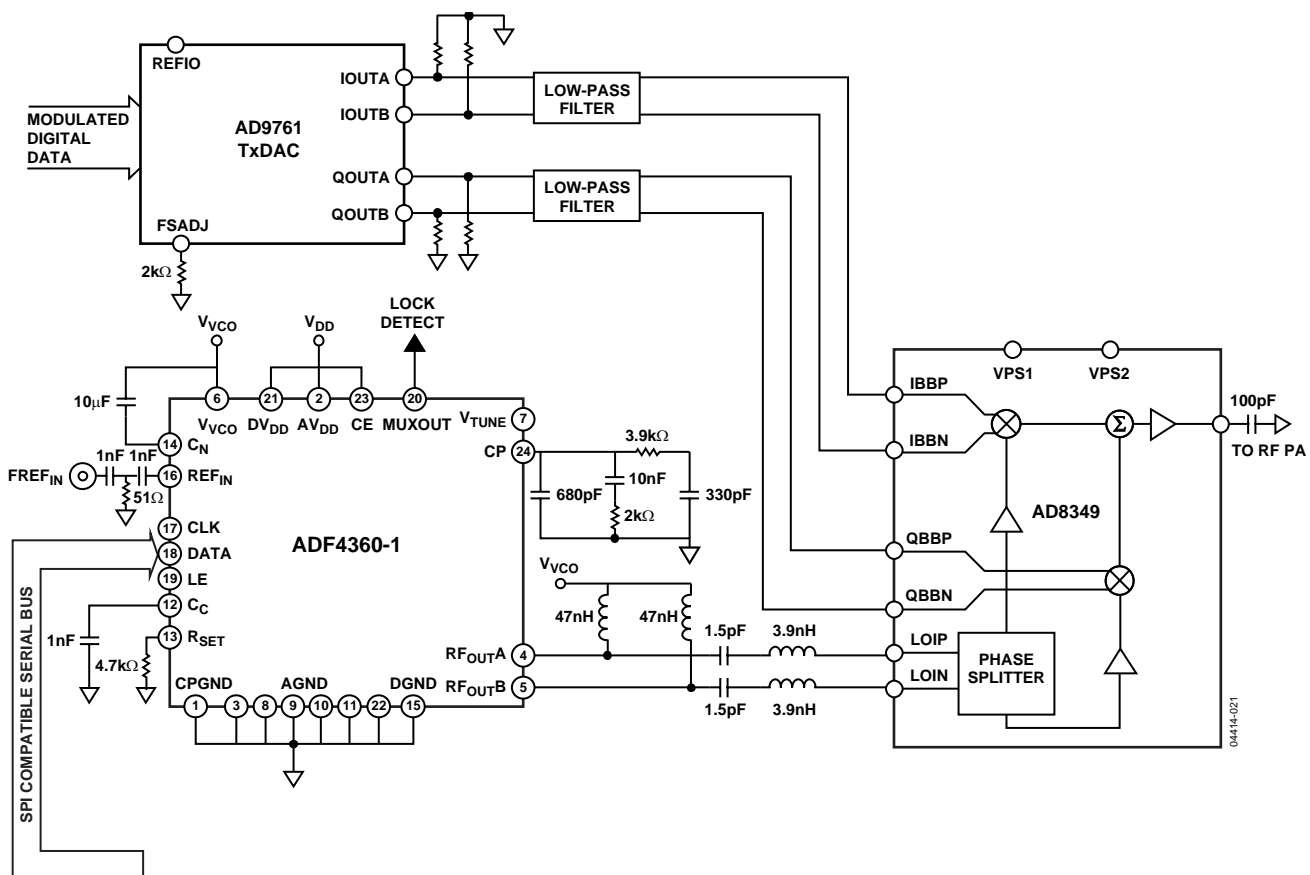 REFIO
IOUTA
IOUTB
QOUTA
QOUTB
MODULATED
DIGITAL
DATA
AD9761
TxDAC
FSADJ
2kΩ
LOW-PASS
FILTER
LOW-PASS
FILTER
LOCK
DETECT
VVCO
VDD
10µF
6
21
2
23
20
7
VVCO
DVDD
AVDD
CE
MUXOUT
VTUNE
14
CN
24
CP
1nF
1nF
FREFIN
16
REFIN
51Ω
3.9kΩ
10nF
680pF
330pF
2kΩ
17
CLK
18
DATA
19
LE
12
CC
13
RSET
1nF
4.7kΩ
ADF4360-1
VVCO
47nH
47nH
1.5pF
3.9nH
RFOUTA
4
RFOUTB
5
1.5pF
3.9nH
CPGND
AGND
DGND
1
3
8
9
10
11
22
15
SPI COMPATIBLE SERIAL BUS
VPS1
VPS2
IBBP
IBBN
Σ
100pF
TO RF PA
AD8349
QBBP
QBBN
LOIP
LOIN
PHASE
SPLITTER
04414-021